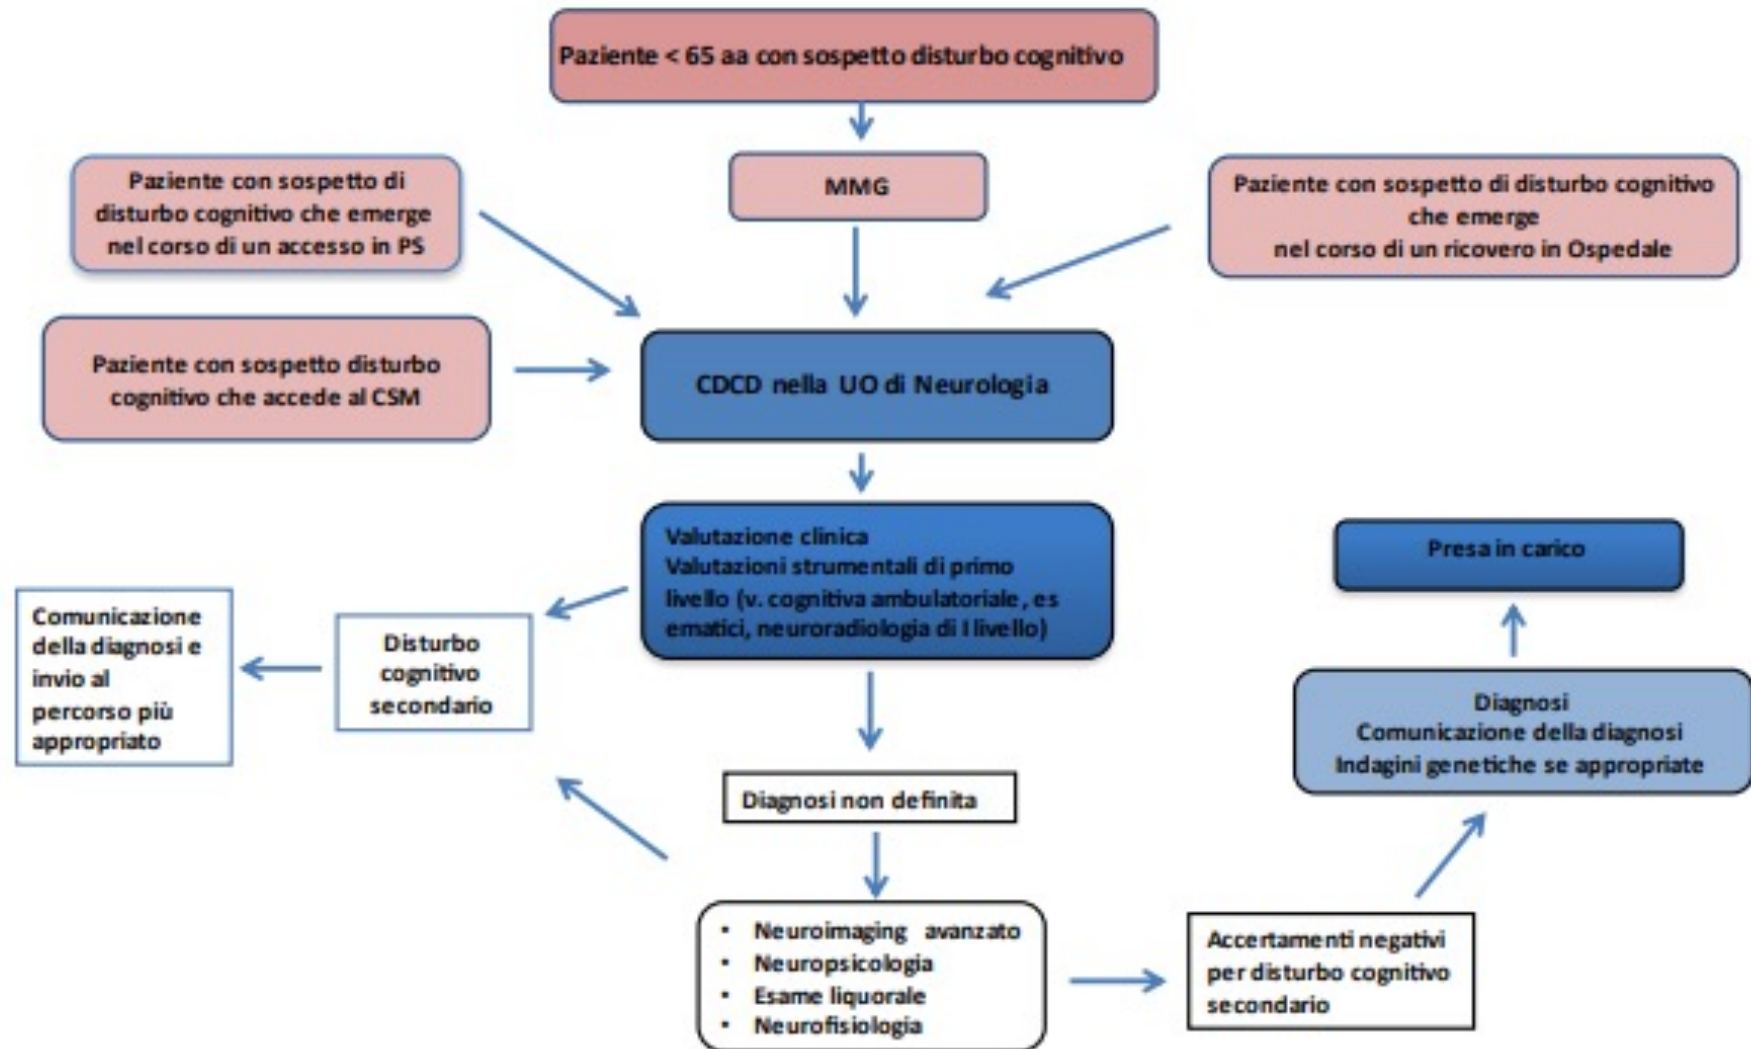 Paziente < 65 aa con sospetto disturbo cognitivo
MMG
Paziente con sospetto di
disturbo cognitivo che emerge
nel corso di un accesso in PS
Paziente con sospetto di disturbo cognitivo
che emerge
nel corso di un ricovero in Ospedale
Paziente con sospetto disturbo
cognitivo che accede al CSM
CDCD nella UO di Neurologia
Valutazione clinica
Valutazioni strumentali di primo
livello (v. cognitiva ambulatoriale, es
ematici, neuroradiologia di I livello)
Disturbo
cognitivo
secondario
Comunicazione
della diagnosi e
invio al
percorso più
appropriato
Diagnosi non definita
• Neuroimaging avanzato
• Neuropsicologia
• Esame liquorale
• Neurofisiologia
Accertamenti negativi
per disturbo cognitivo
secondario
Diagnosi
Comunicazione della diagnosi
Indagini genetiche se appropriate
Presa in carico